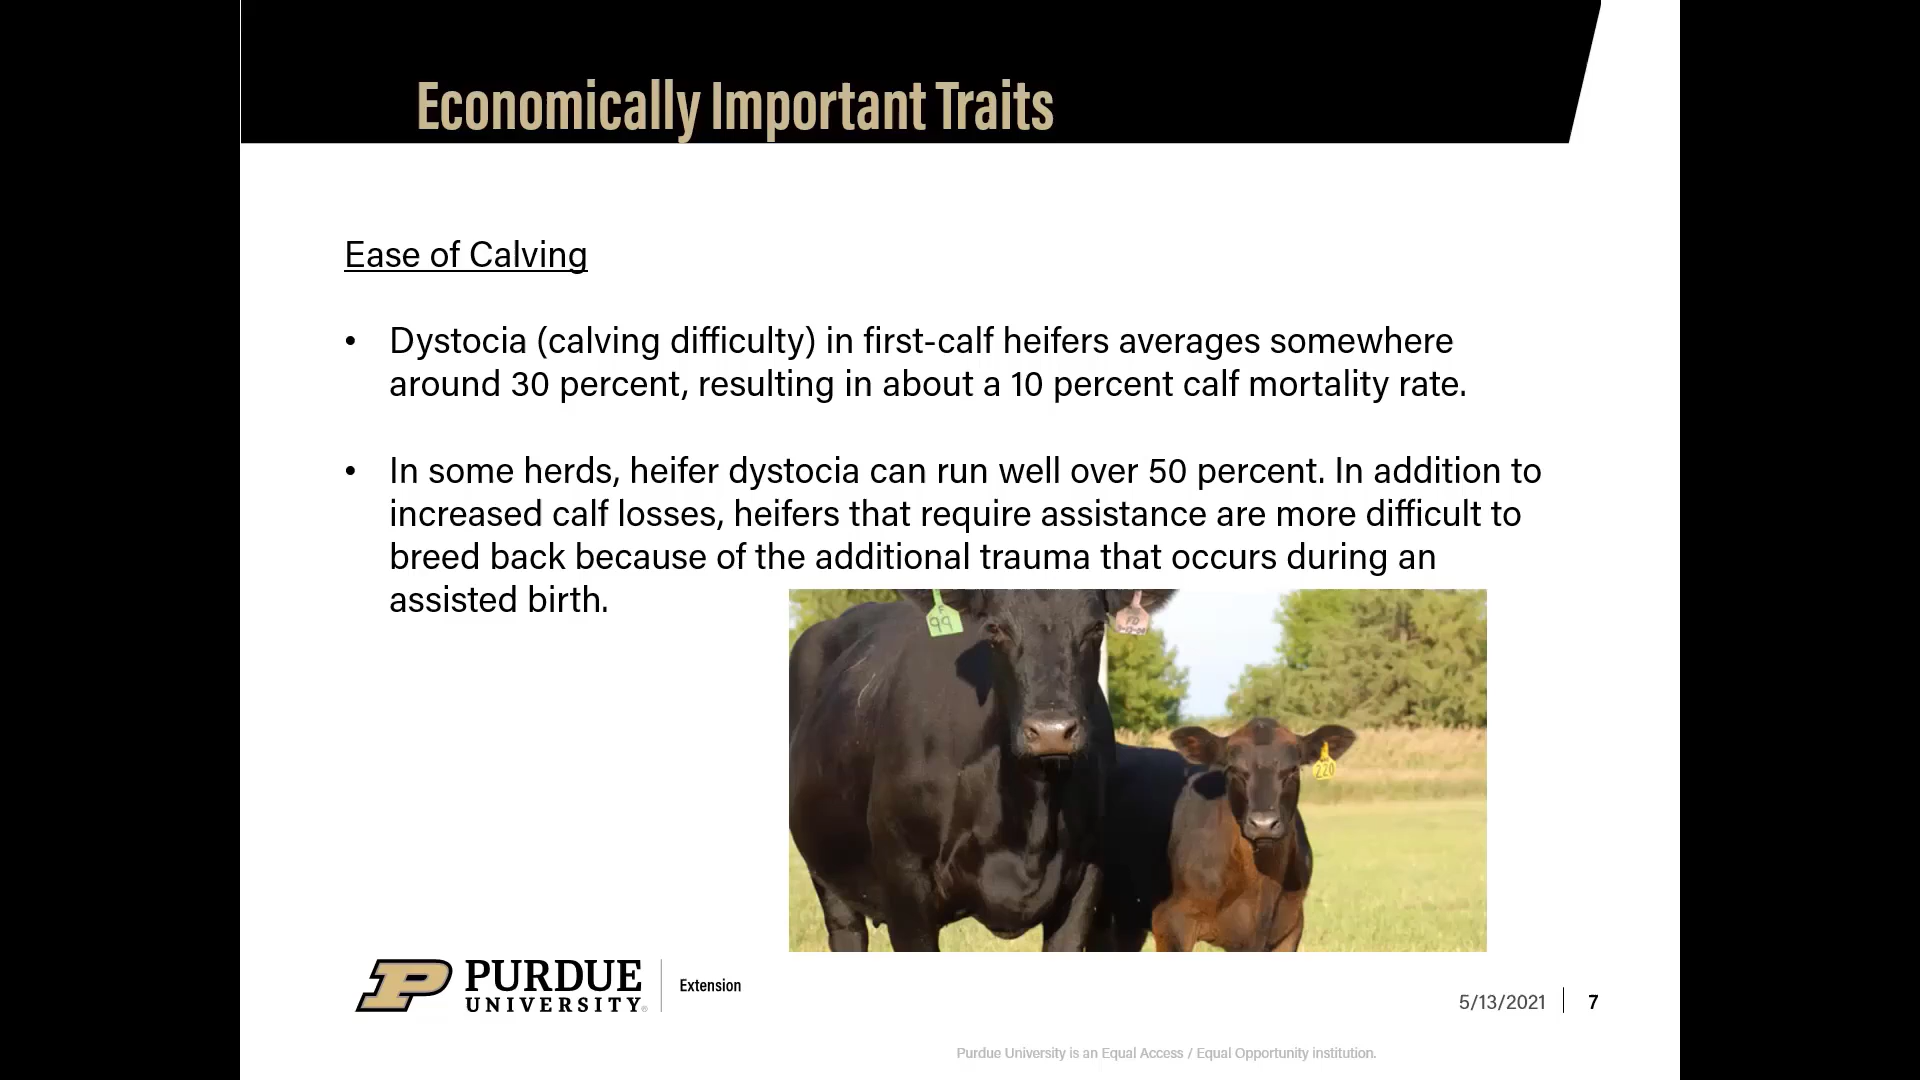 Economically Important Traits
Ease of Calving
• Dystocia (calving difficulty) in first-calf heifers averages somewhere
around 30 percent, resulting in about a 10 percent calf mortality rate.
• In some herds, heifer dystocia can run well over 50 percent. In addition to
increased calf losses, heifers that require assistance are more difficult to
breed back because of the additional trauma that occurs during an
assisted birth.
F
99
FD
220
PURDUE
UNIVERSITY®
Extension
5/13/2021 | 7
Purdue University is an Equal Access / Equal Opportunity institution.